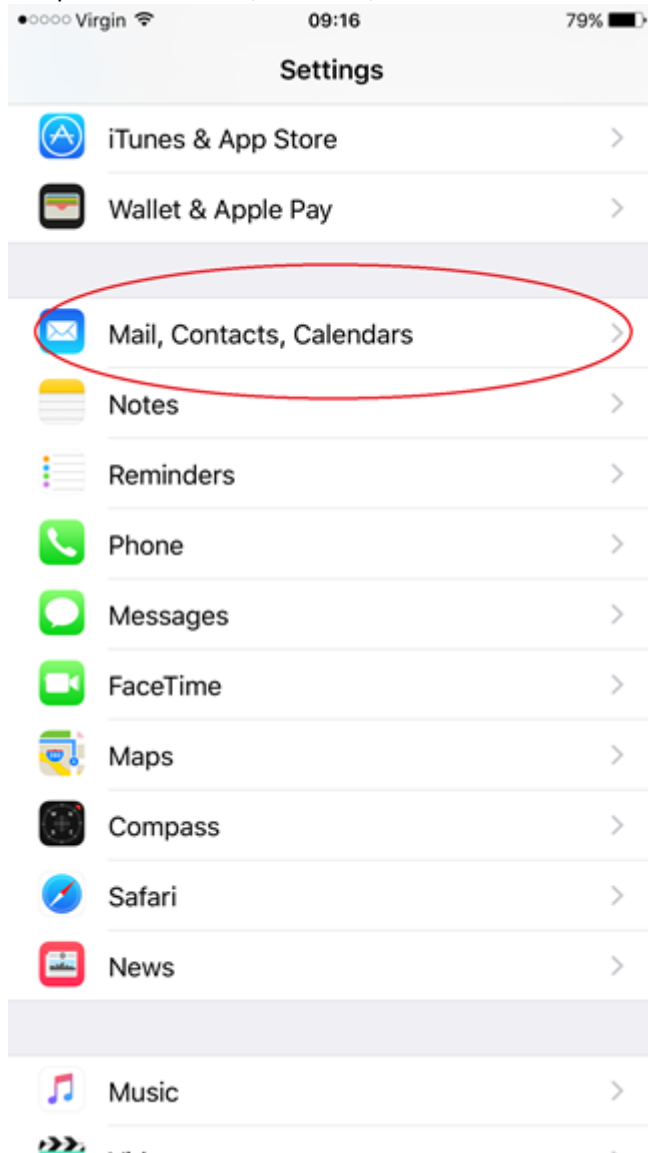 Virgin 09:16 79%
Settings
iTunes & App Store
Wallet & Apple Pay
Mail, Contacts, Calendars
Notes
Reminders
Phone
Messages
FaceTime
Maps
Compass
Safari
News
Music